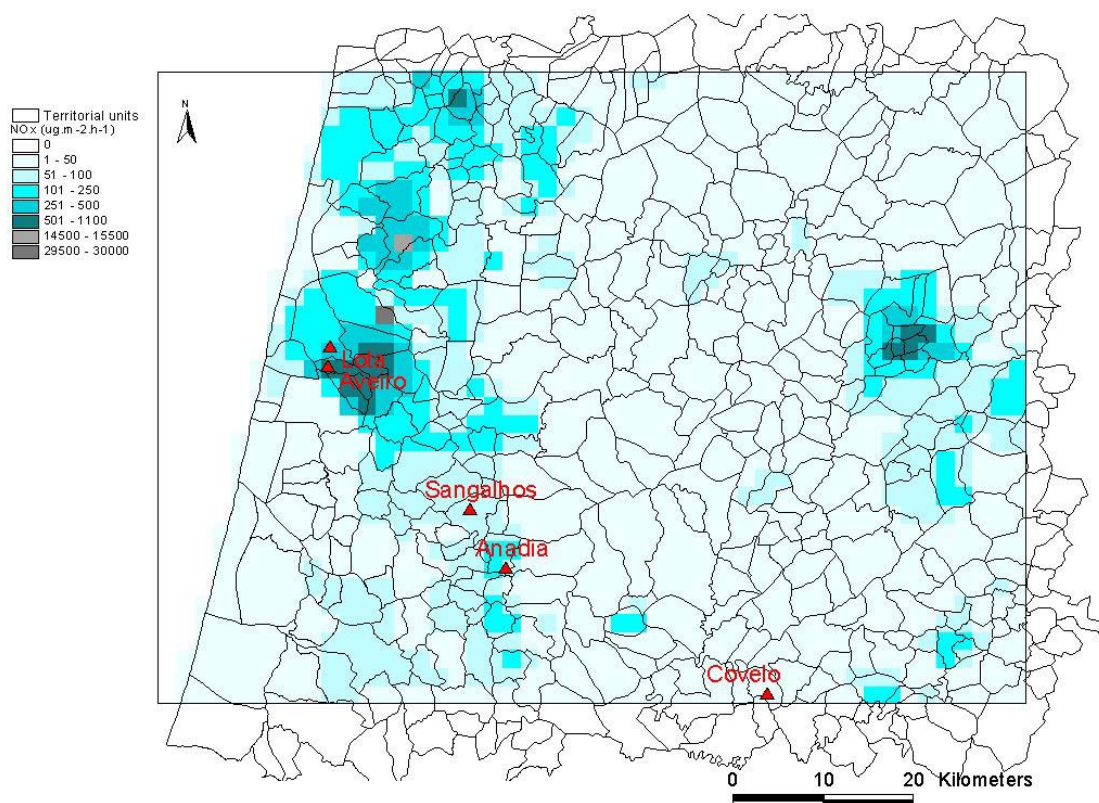 N
Territorial units
NOx (ug.m-2.h-1)
0
1 - 50
51 - 100
101 - 250
251 - 500
501 - 1100
14500 - 15500
29500 - 30000
Lota
Aveiro
Sangalhos
Anadia
Covelo
0 10 20 Kilometers